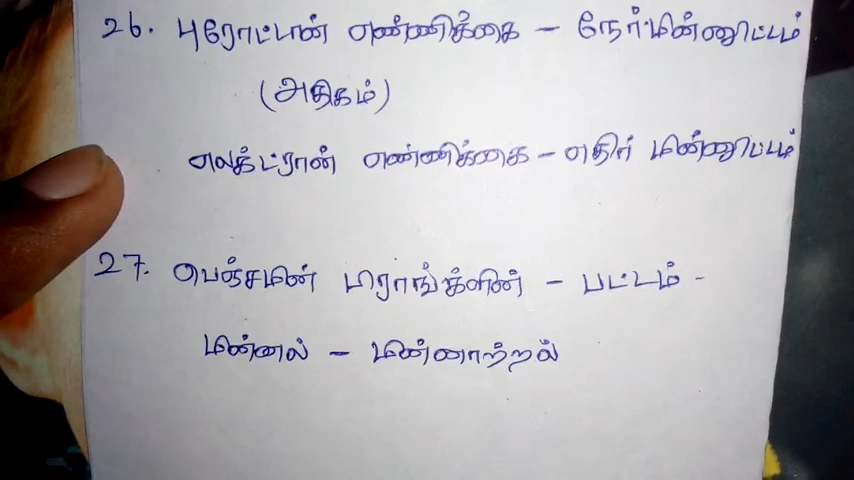 26. புரோட்டான் எண்ணிக்கை - நேர்மின்னூட்டம்
(அதிகம்)
எலக்ட்ரான் எண்ணிக்கை - எதிர் மின்னூட்டம்
27. பெஞ்சமின் பிராங்க்ளின் - பட்டம் -
மின்னல் - மின்னாற்றல்